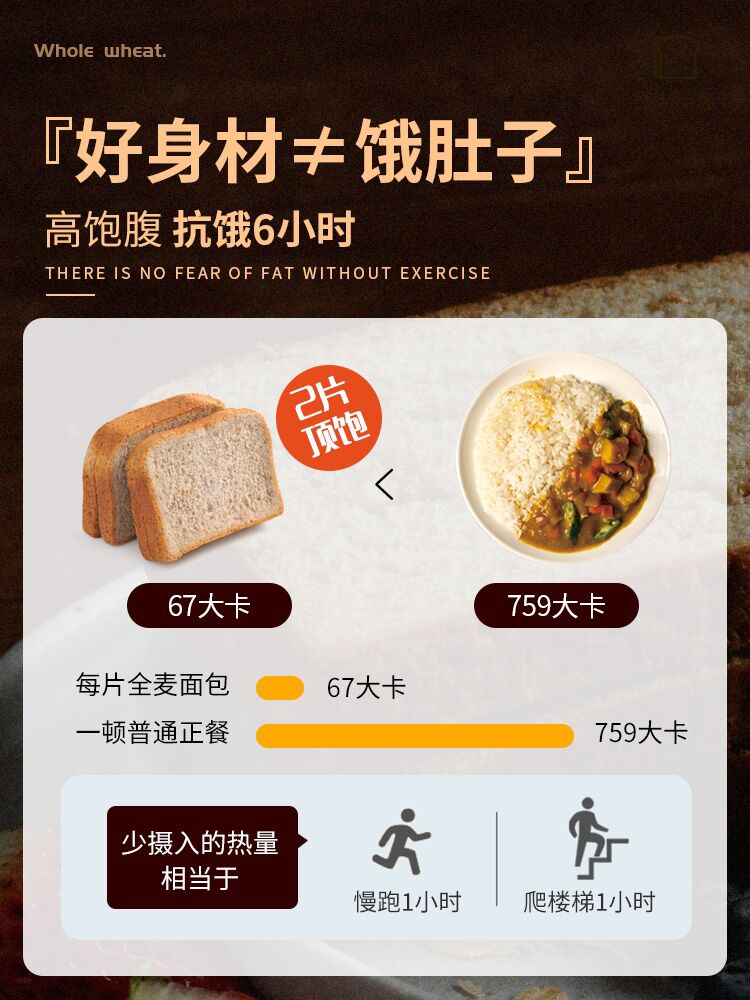 Whole wheat.
『好身材≠饿肚子』
高饱腹 抗饿6小时
THERE IS NO FEAR OF FAT WITHOUT EXERCISE
2片
顶饱
<
67大卡
759大卡
每片全麦面包 67大卡
一顿普通正餐 759大卡
少摄入的热量
相当于
慢跑1小时
爬楼梯1小时